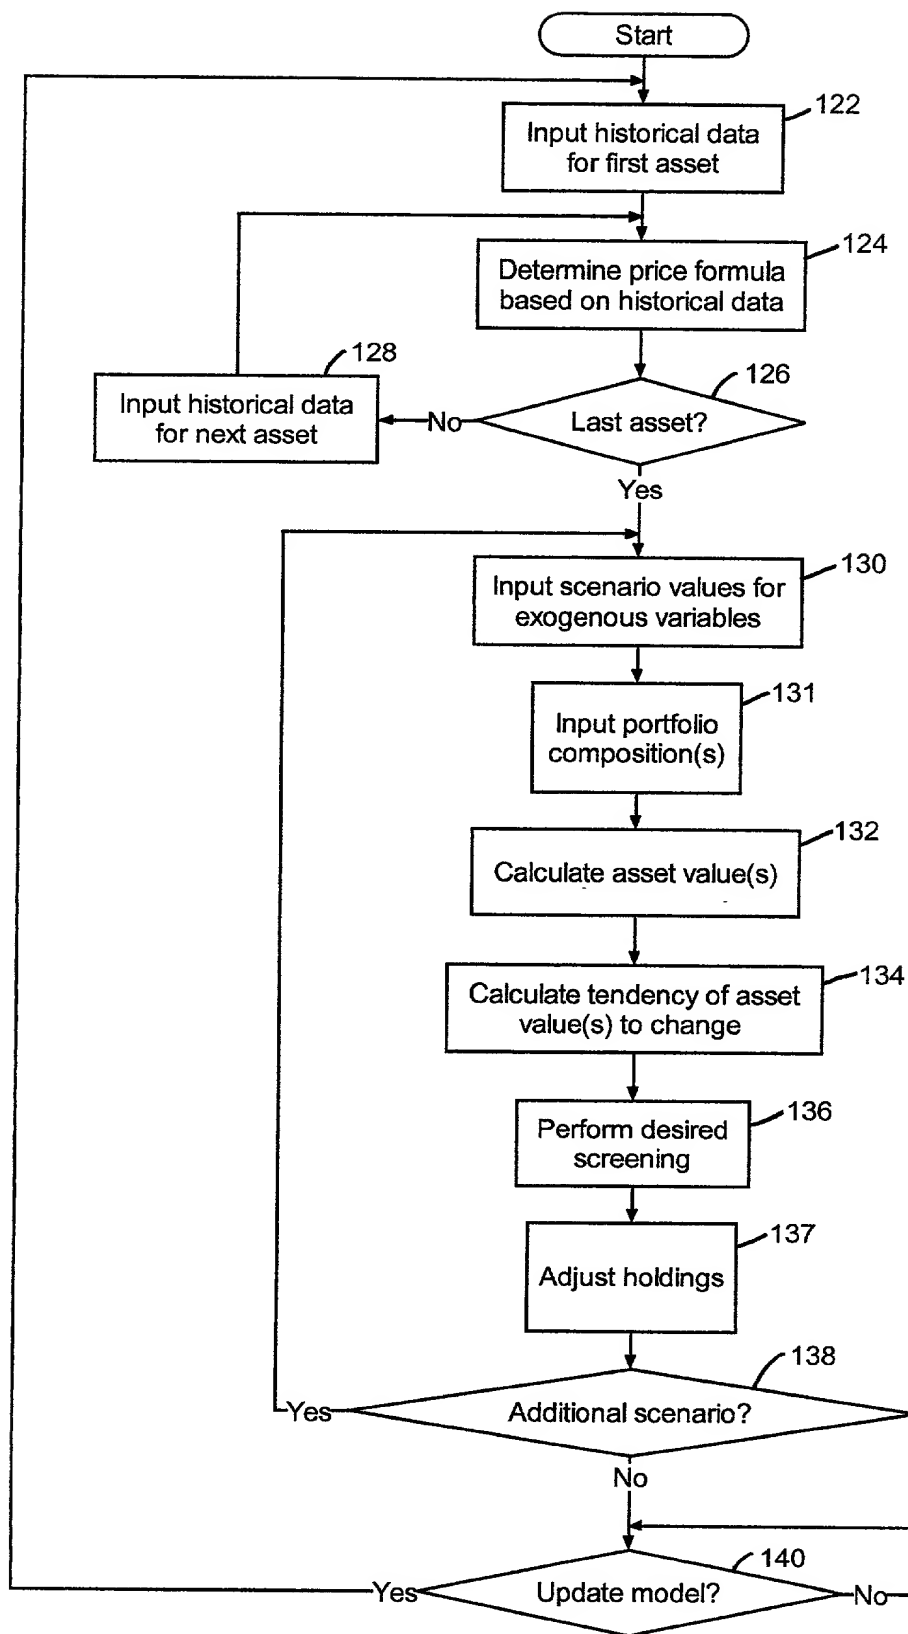 Start
122
Input historical data
for first asset
124
Determine price formula
based on historical data
128
Input historical data
for next asset
126
Last asset?
No
Yes
130
Input scenario values for
exogenous variables
131
Input portfolio
composition(s)
132
Calculate asset value(s)
134
Calculate tendency of asset
value(s) to change
136
Perform desired
screening
137
Adjust holdings
138
Additional scenario?
Yes
No
140
Update model?
Yes
No